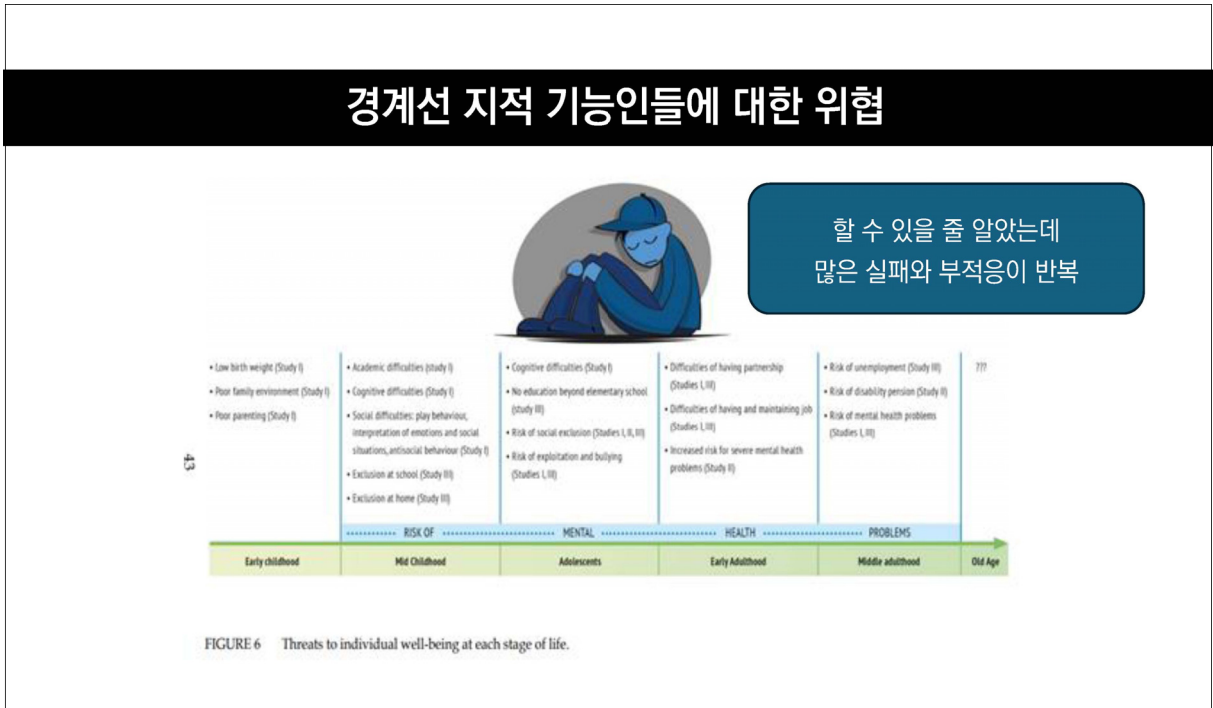 경계선 지적 기능인들에 대한 위협
할 수 있을 줄 알았는데
많은 실패와 부적응이 반복
• Low birth weight (Study I)
• Poor family environment (Study I)
• Poor parenting (Study I)
• Academic difficulties (study I)
• Cognitive difficulties (Study I)
• Social difficulties: play behaviour,
interpretation of emotions and social
situations, antisocial behaviour (Study I)
• Exclusion at school (Study III)
• Exclusion at home (Study III)
• Cognitive difficulties (Study I)
• No education beyond elementary school
(study III)
• Risk of social exclusion (Studies I, II, III)
• Risk of exploitation and bullying
(Studies I, III)
• Difficulties of having partnership
(Studies I, III)
• Difficulties of having and maintaining job
(Studies I, III)
• Increased risk for severe mental health
problems (Study II)
• Risk of unemployment (Study III)
• Risk of disability pension (Study II)
• Risk of mental health problems
(Studies I, III)
???
43
RISK OF MENTAL HEALTH PROBLEMS
Early childhood Mid Childhood Adolescents Early Adulthood Middle adulthood Old Age
FIGURE 6 Threats to individual well-being at each stage of life.